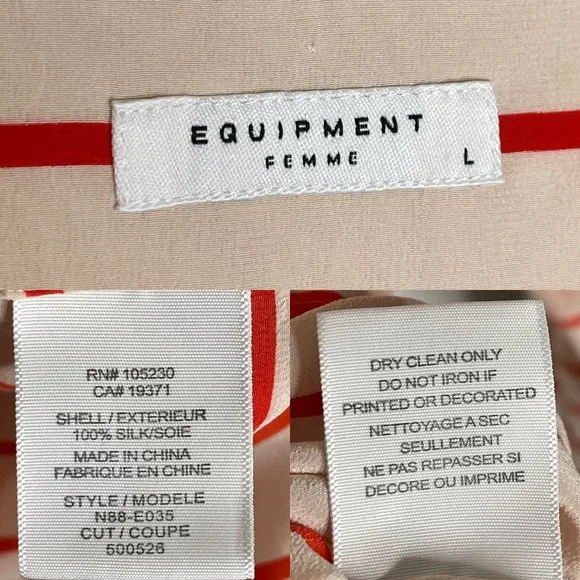 EQUIPMENT
FEMME
L
RN# 105230
CA# 19371
SHELL / EXTERIEUR
100% SILK/SOIE
MADE IN CHINA
FABRIQUE EN CHINE
STYLE / MODELE
N88-E035
CUT / COUPE
500526
DRY CLEAN ONLY
DO NOT IRON IF
PRINTED OR DECORATED
NETTOYAGE A SEC
SEULLEMENT
NE PAS REPASSER SI
DECORE OU IMPRIME